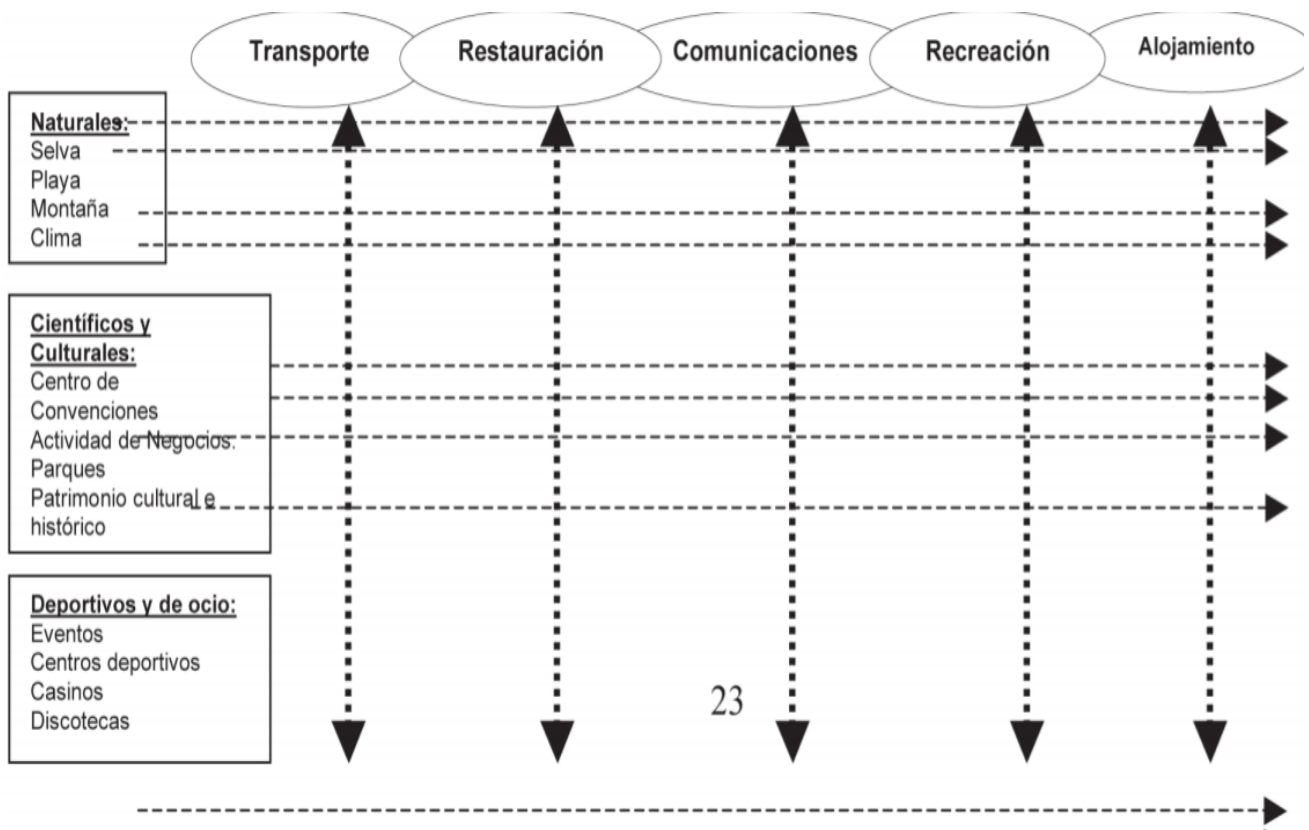 Transporte
Restauración
Comunicaciones
Recreación
Alojamiento
Naturales:
Selva
Playa
Montaña
Clima
Científicos y
Culturales:
Centro de
Convenciones
Actividad de Negocios.
Parques
Patrimonio cultural e
histórico
Deportivos y de ocio:
Eventos
Centros deportivos
Casinos
Discotecas
23